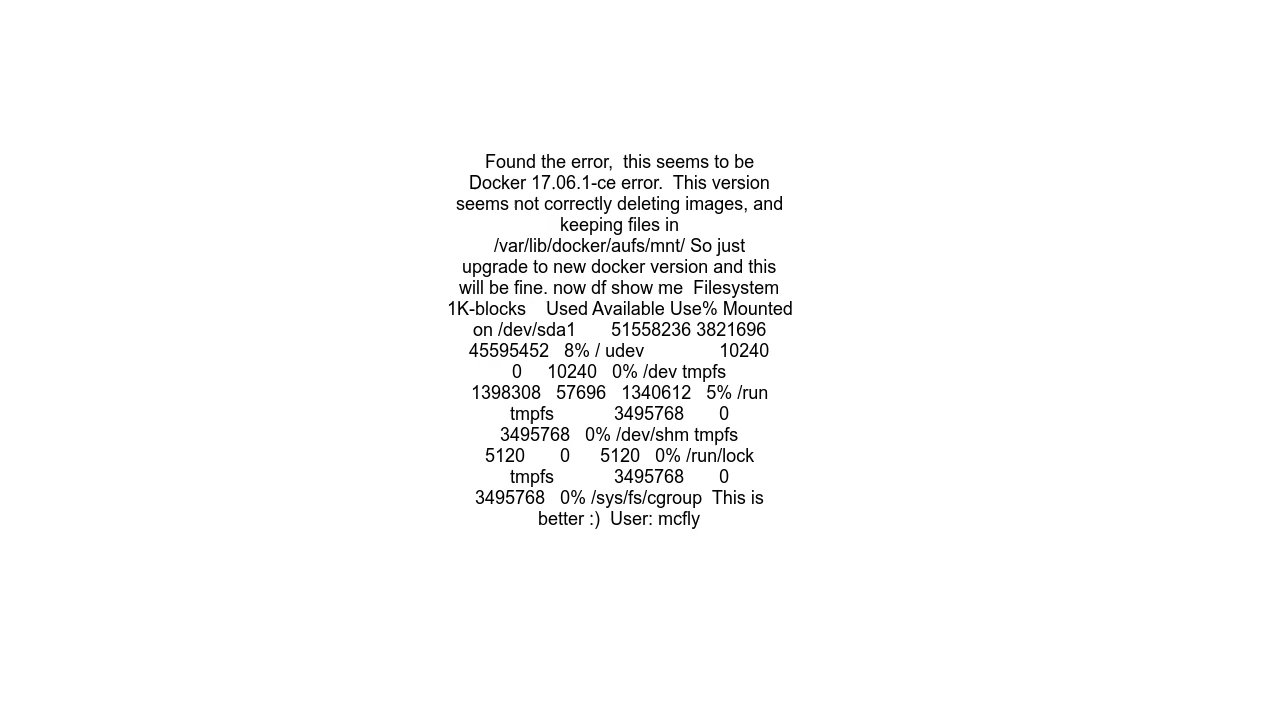 Found the error,  this seems to be
Docker 17.06.1-ce error.  This version
seems not correctly deleting images, and
keeping files in
/var/lib/docker/aufs/mnt/ So just
upgrade to new docker version and this
will be fine. now df show me  Filesystem
1K-blocks    Used Available Use% Mounted
on /dev/sda1       51558236 3821696
45595452   8% / udev               10240
0     10240   0% /dev tmpfs
1398308   57696   1340612   5% /run
tmpfs            3495768       0
3495768   0% /dev/shm tmpfs
5120       0      5120   0% /run/lock
tmpfs            3495768       0
3495768   0% /sys/fs/cgroup  This is
better :)  User: mcfly